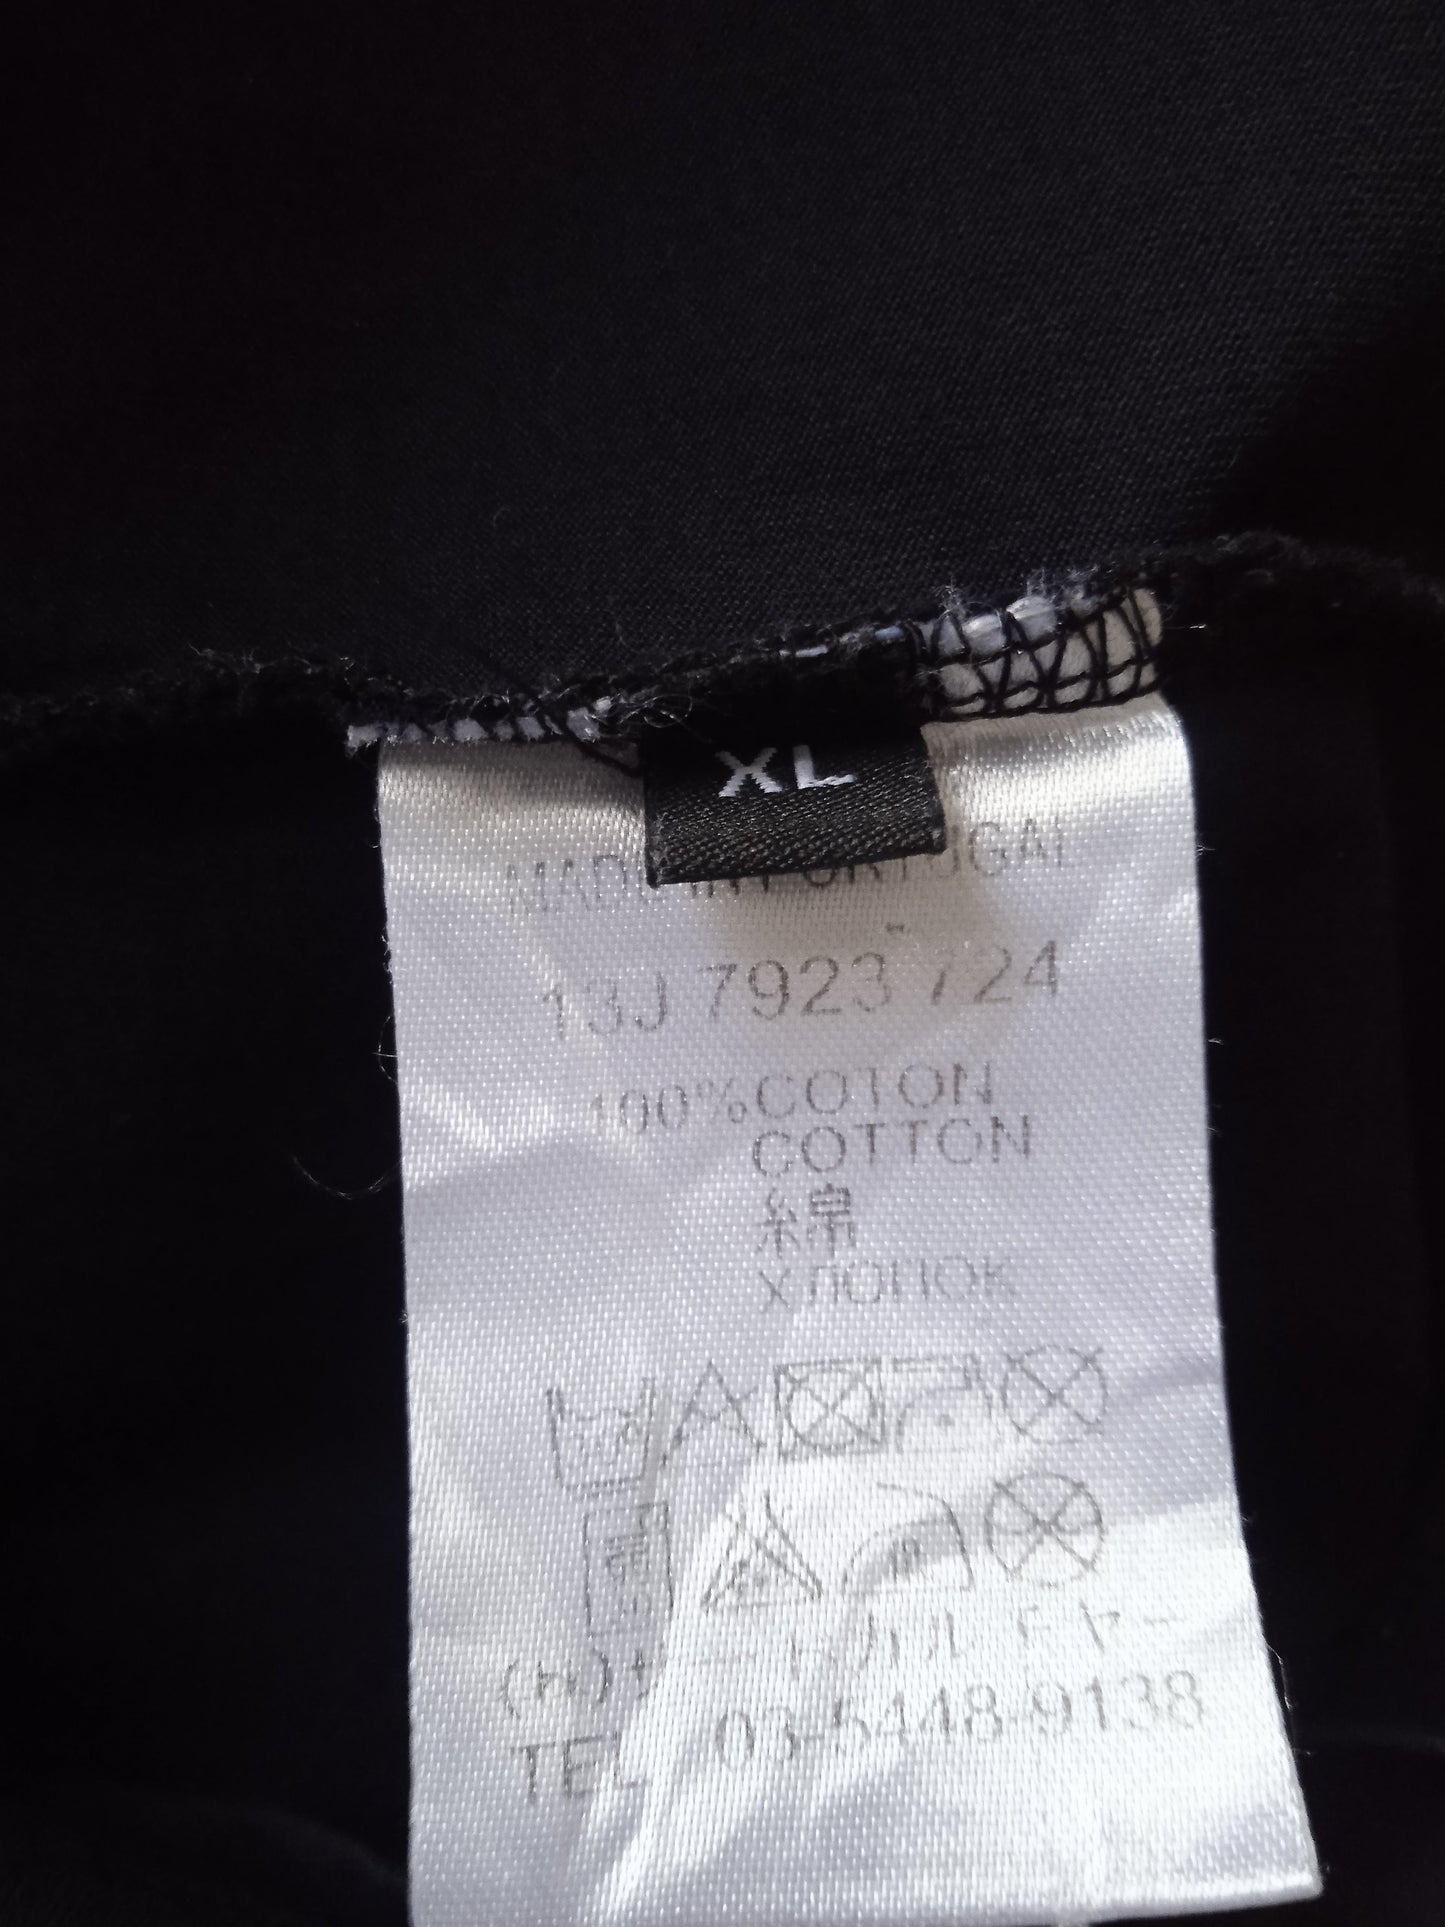 XL
MADE IN PORTUGAL
13J 7923 724
100% COTON
COTTON
綿
ХЛОПОК
TEL 03-5448-9138